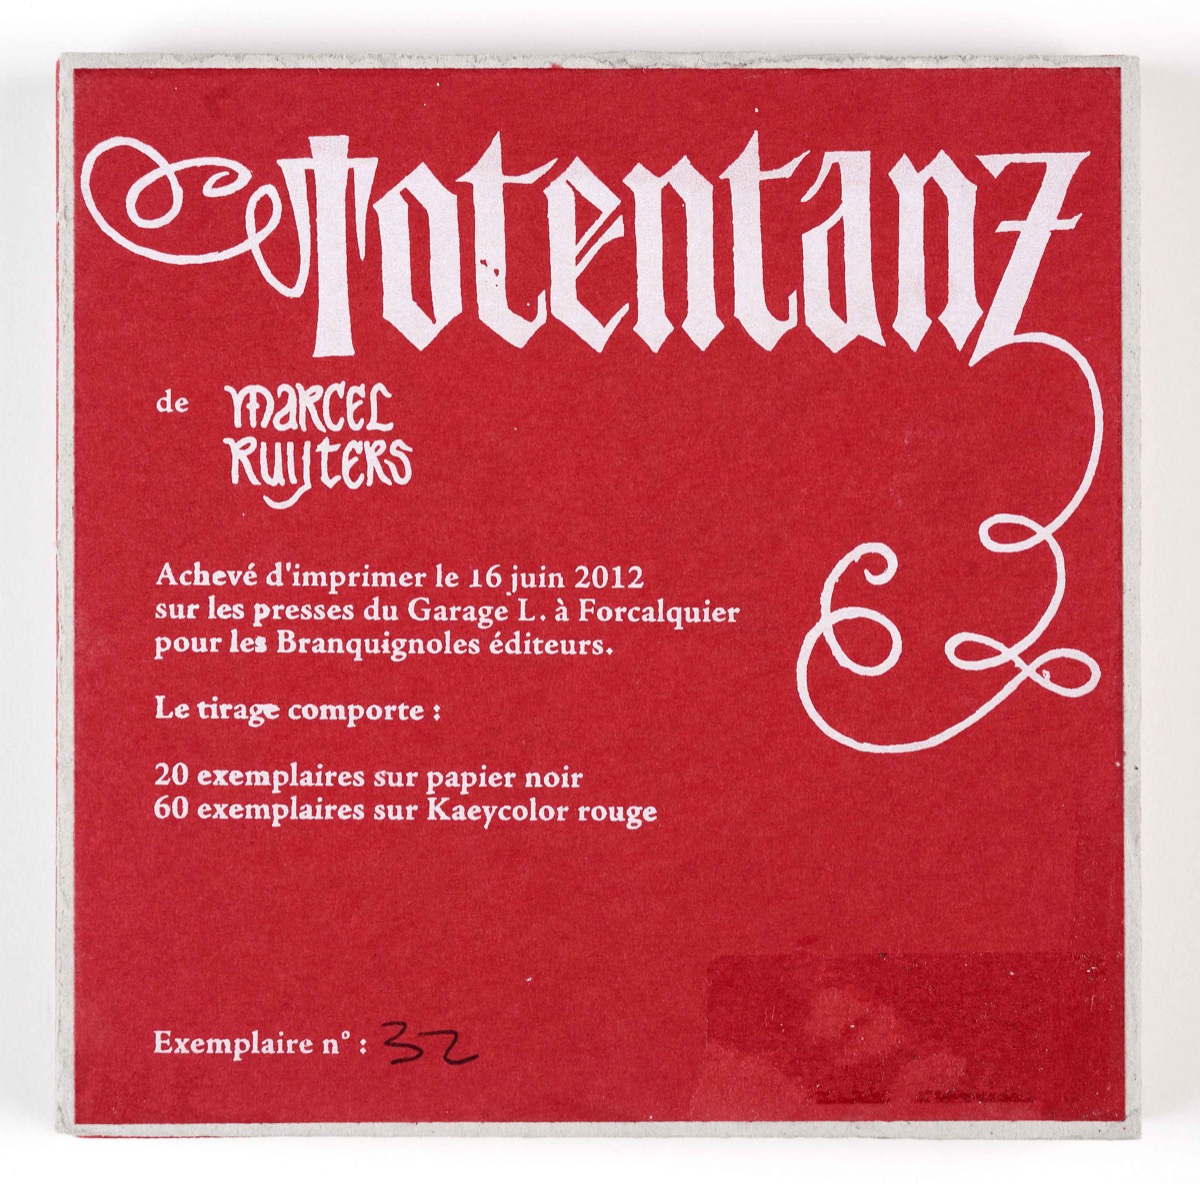 Totentanz
de MARCEL
RUIJTERS
Achevé d'imprimer le 16 juin 2012
sur les presses du Garage L. à Forcalquier
pour les Branquignoles éditeurs.
Le tirage comporte :
20 exemplaires sur papier noir
60 exemplaires sur Kaeycolor rouge
Exemplaire n° : 32